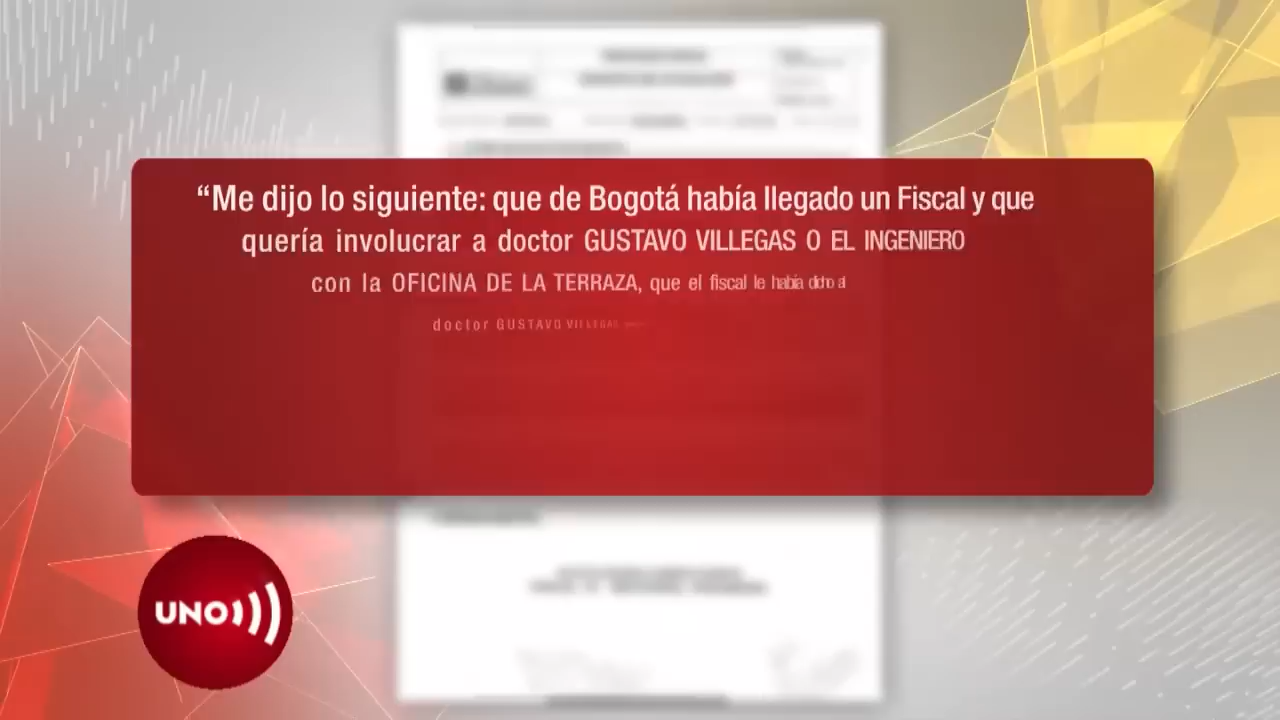 “Me dijo lo siguiente: que de Bogotá había llegado un Fiscal y que
quería involucrar a doctor GUSTAVO VILLEGAS O EL INGENIERO
con la OFICINA DE LA TERRAZA, que el fiscal le había dicho al
doctor GUSTAVO VILLEGAS
UNO